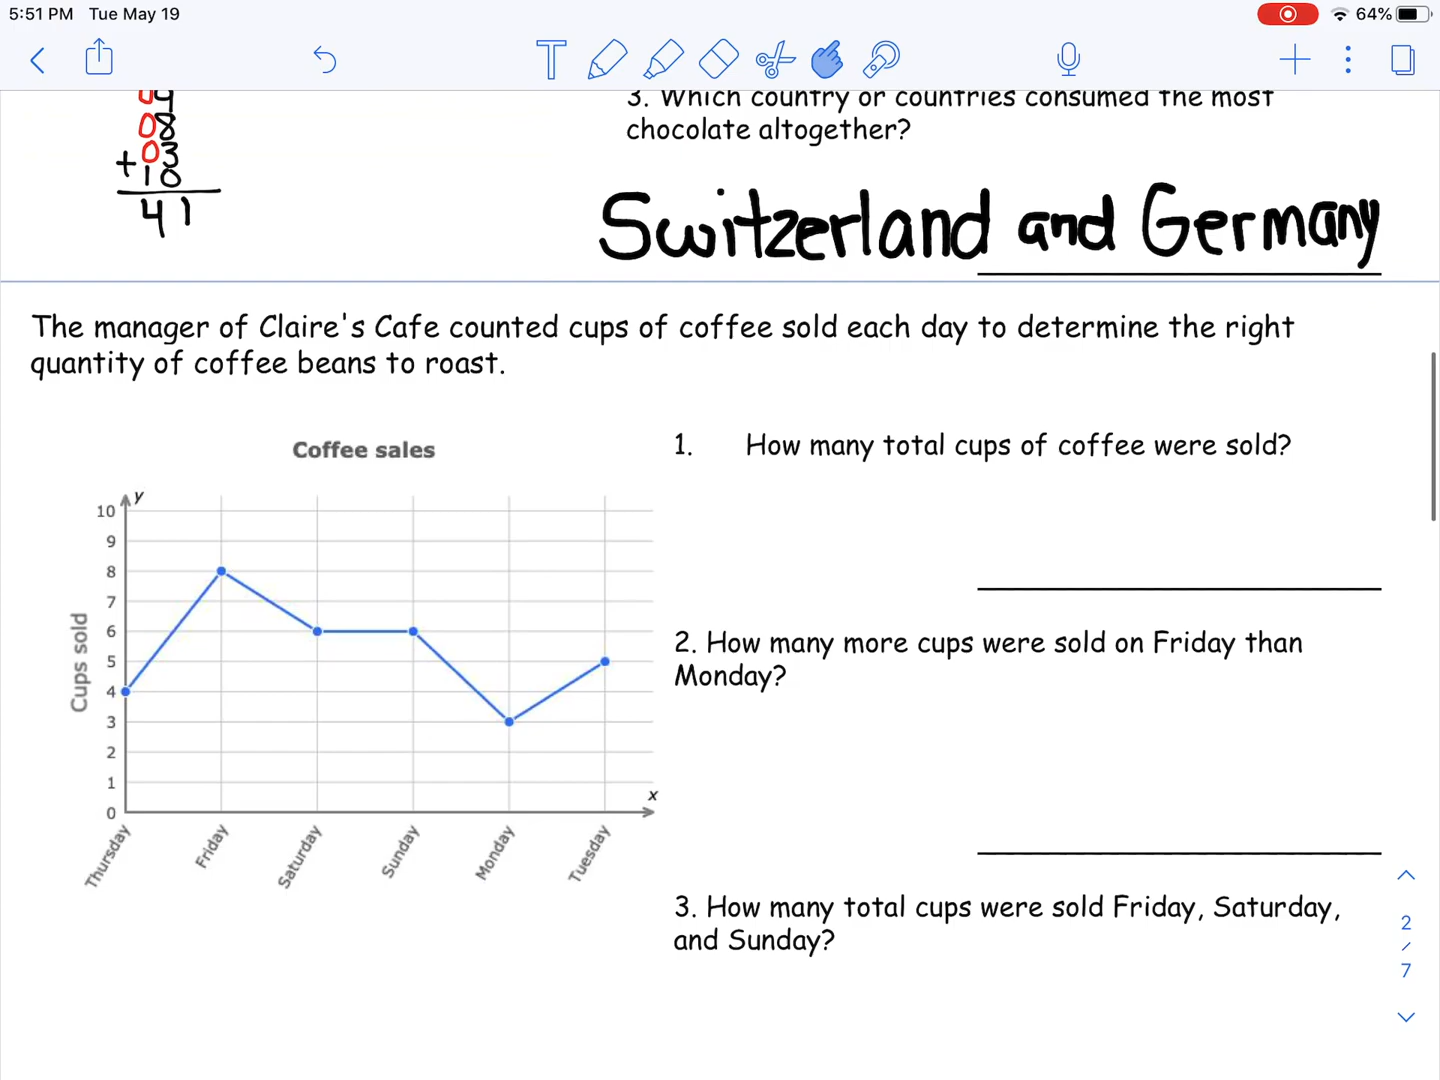 5:51 PM Tue May 19
64%
3. Which country or countries consumed the most
chocolate altogether?
04
08
03
+10
41
Switzerland and Germany
The manager of Claire's Cafe counted cups of coffee sold each day to determine the right
quantity of coffee beans to roast.
Coffee sales
y
10
9
8
7
6
5
4
3
2
1
0
Cups sold
x
Thursday
Friday
Saturday
Sunday
Monday
Tuesday
1. How many total cups of coffee were sold?
2. How many more cups were sold on Friday than
Monday?
3. How many total cups were sold Friday, Saturday,
and Sunday?
2
/
7